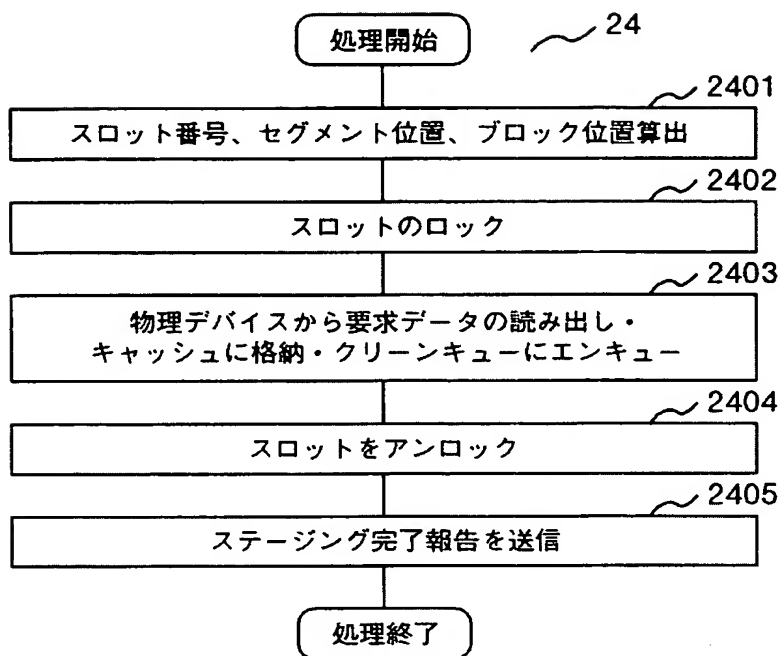 処理開始
24
2401
スロット番号、セグメント位置、ブロック位置算出
2402
スロットのロック
2403
物理デバイスから要求データの読み出し・
キャッシュに格納・クリーンキューにエンキュー
2404
スロットをアンロック
2405
ステージング完了報告を送信
処理終了